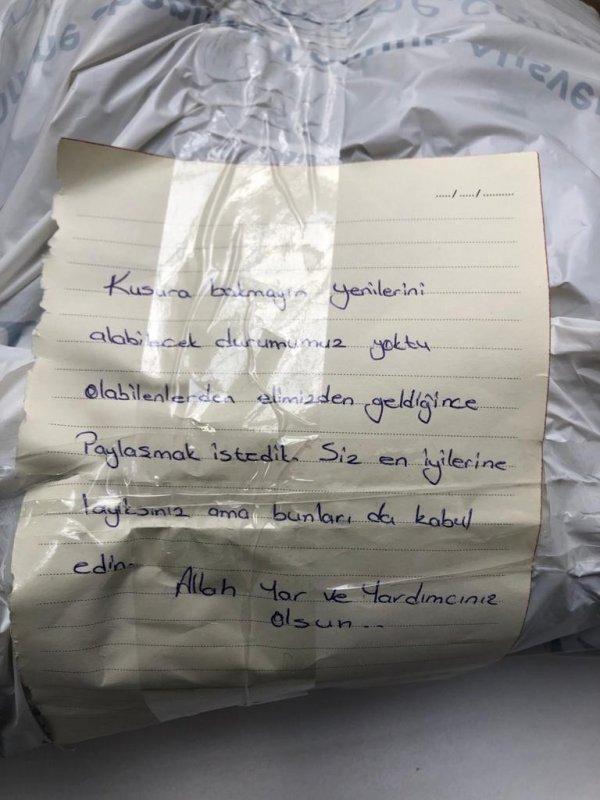 ...../...../..........
Kusura bakmayın yenilerini
alabilecek durumumuz yoktu
olabilenlerden elimizden geldiğince
Paylaşmak istedik. Siz en iyilerine
layıksınız ama bunları da kabul
edin.
Allah Yar ve Yardımcınız
olsun...